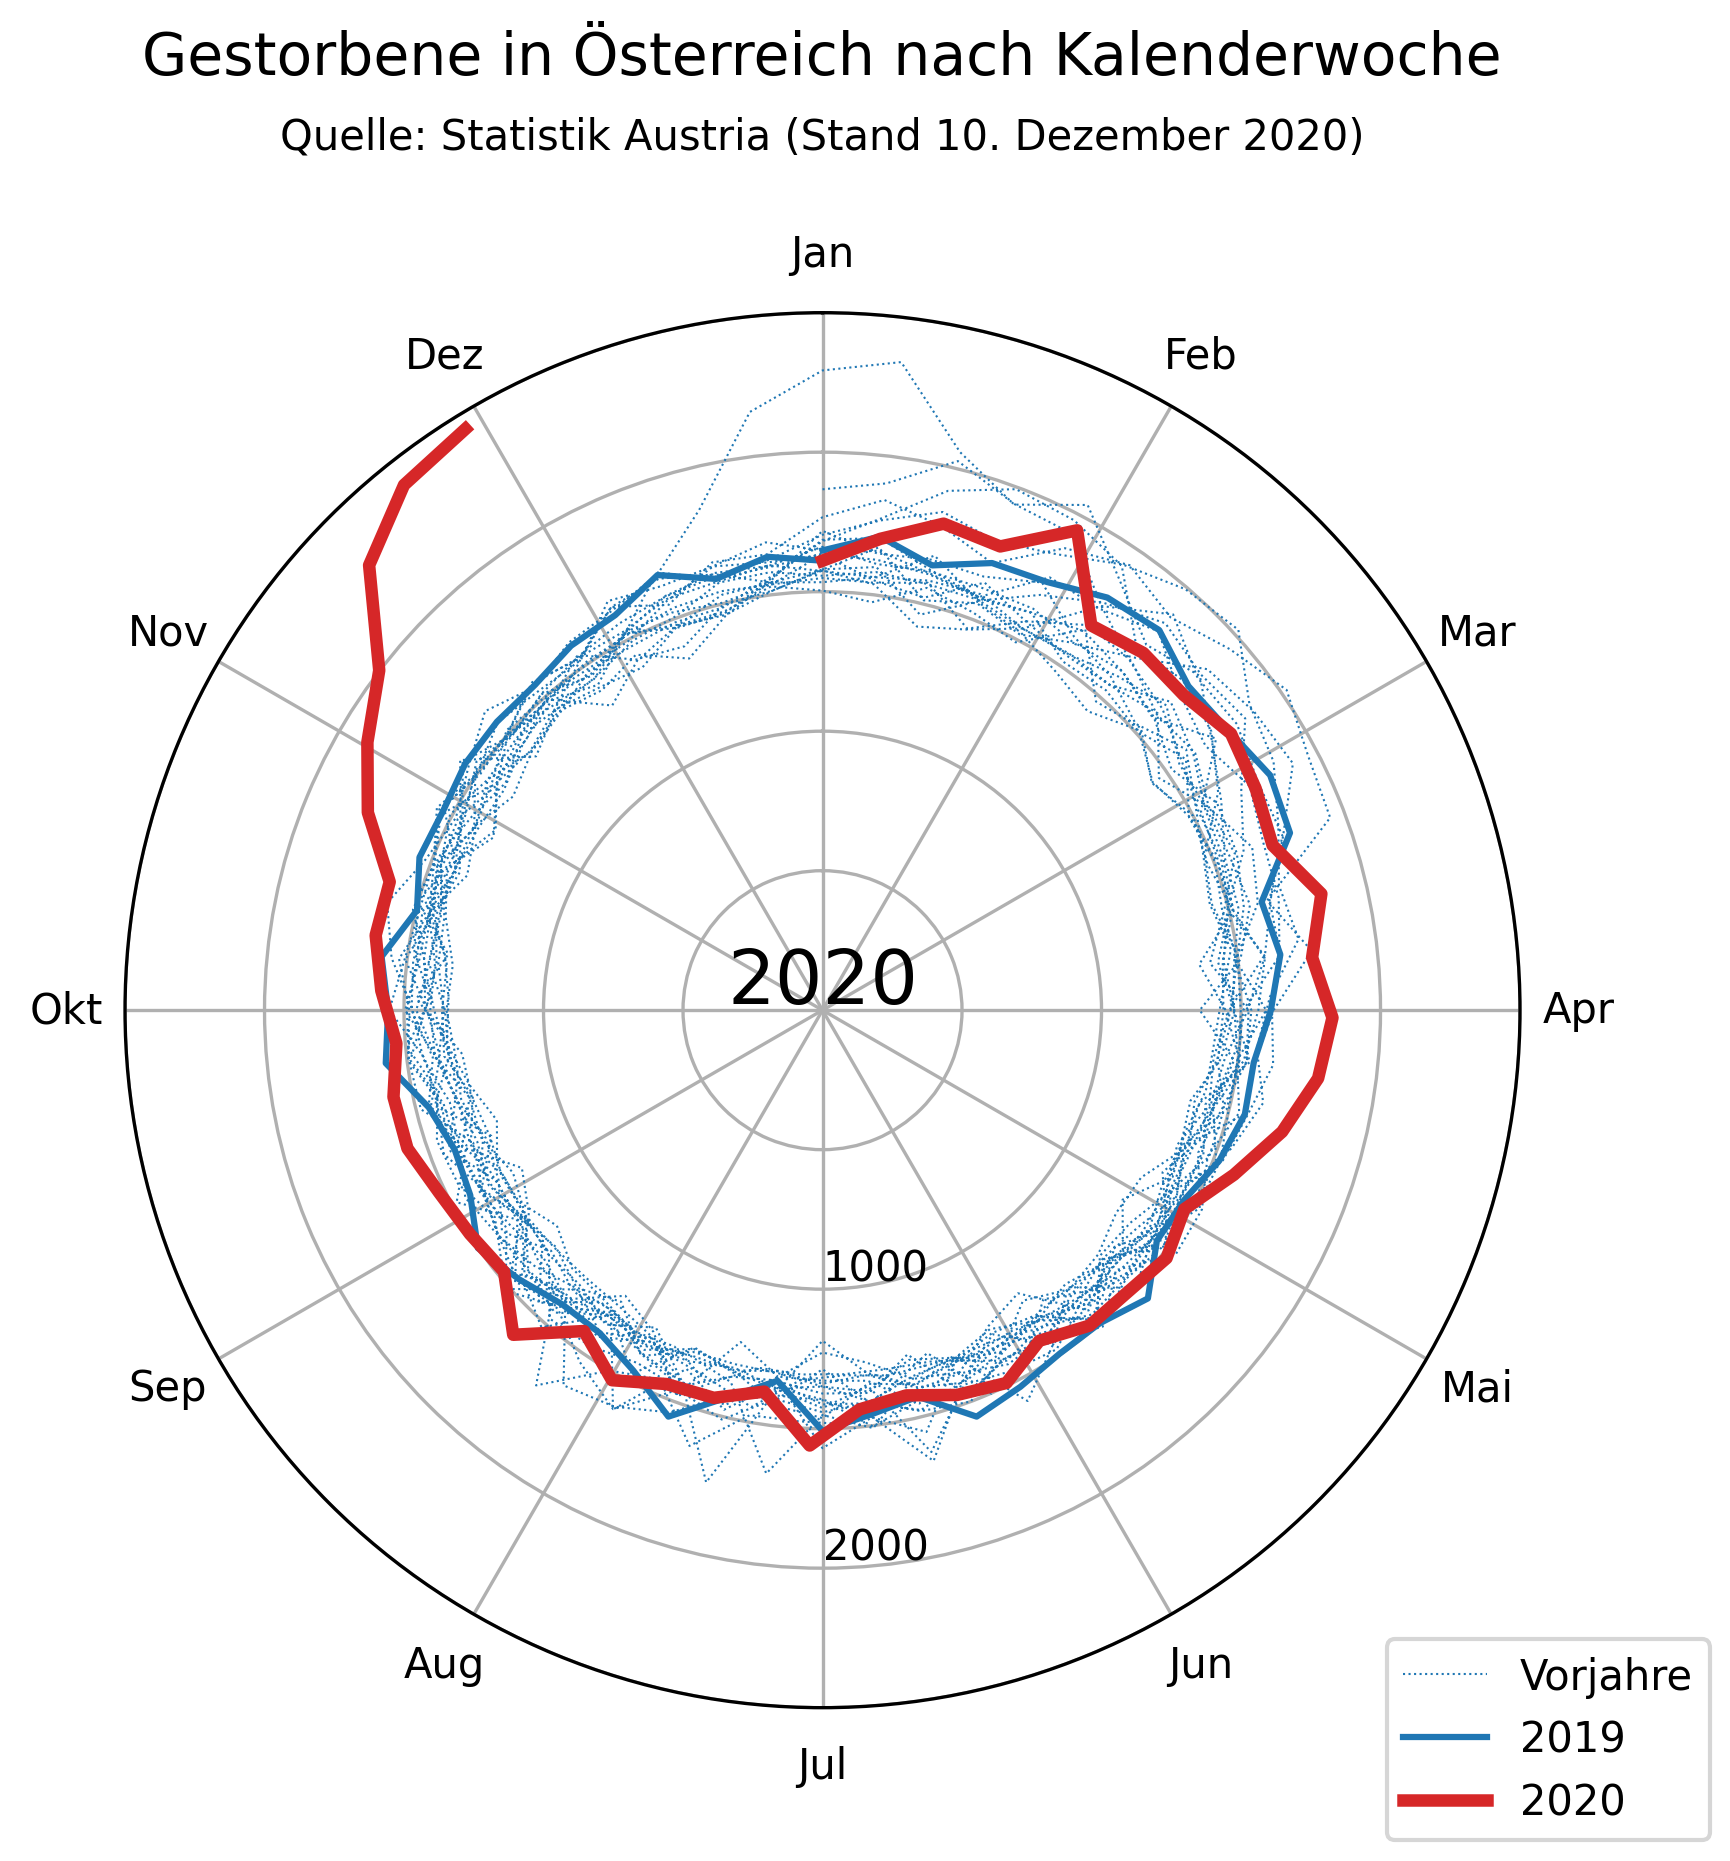 Gestorbene in Österreich nach Kalenderwoche
Quelle: Statistik Austria (Stand 10. Dezember 2020)
Jan
Dez
Feb
Nov
Mar
2020
Okt
Apr
1000
Sep
Mai
2000
Aug
Jun
Jul
Vorjahre
2019
2020